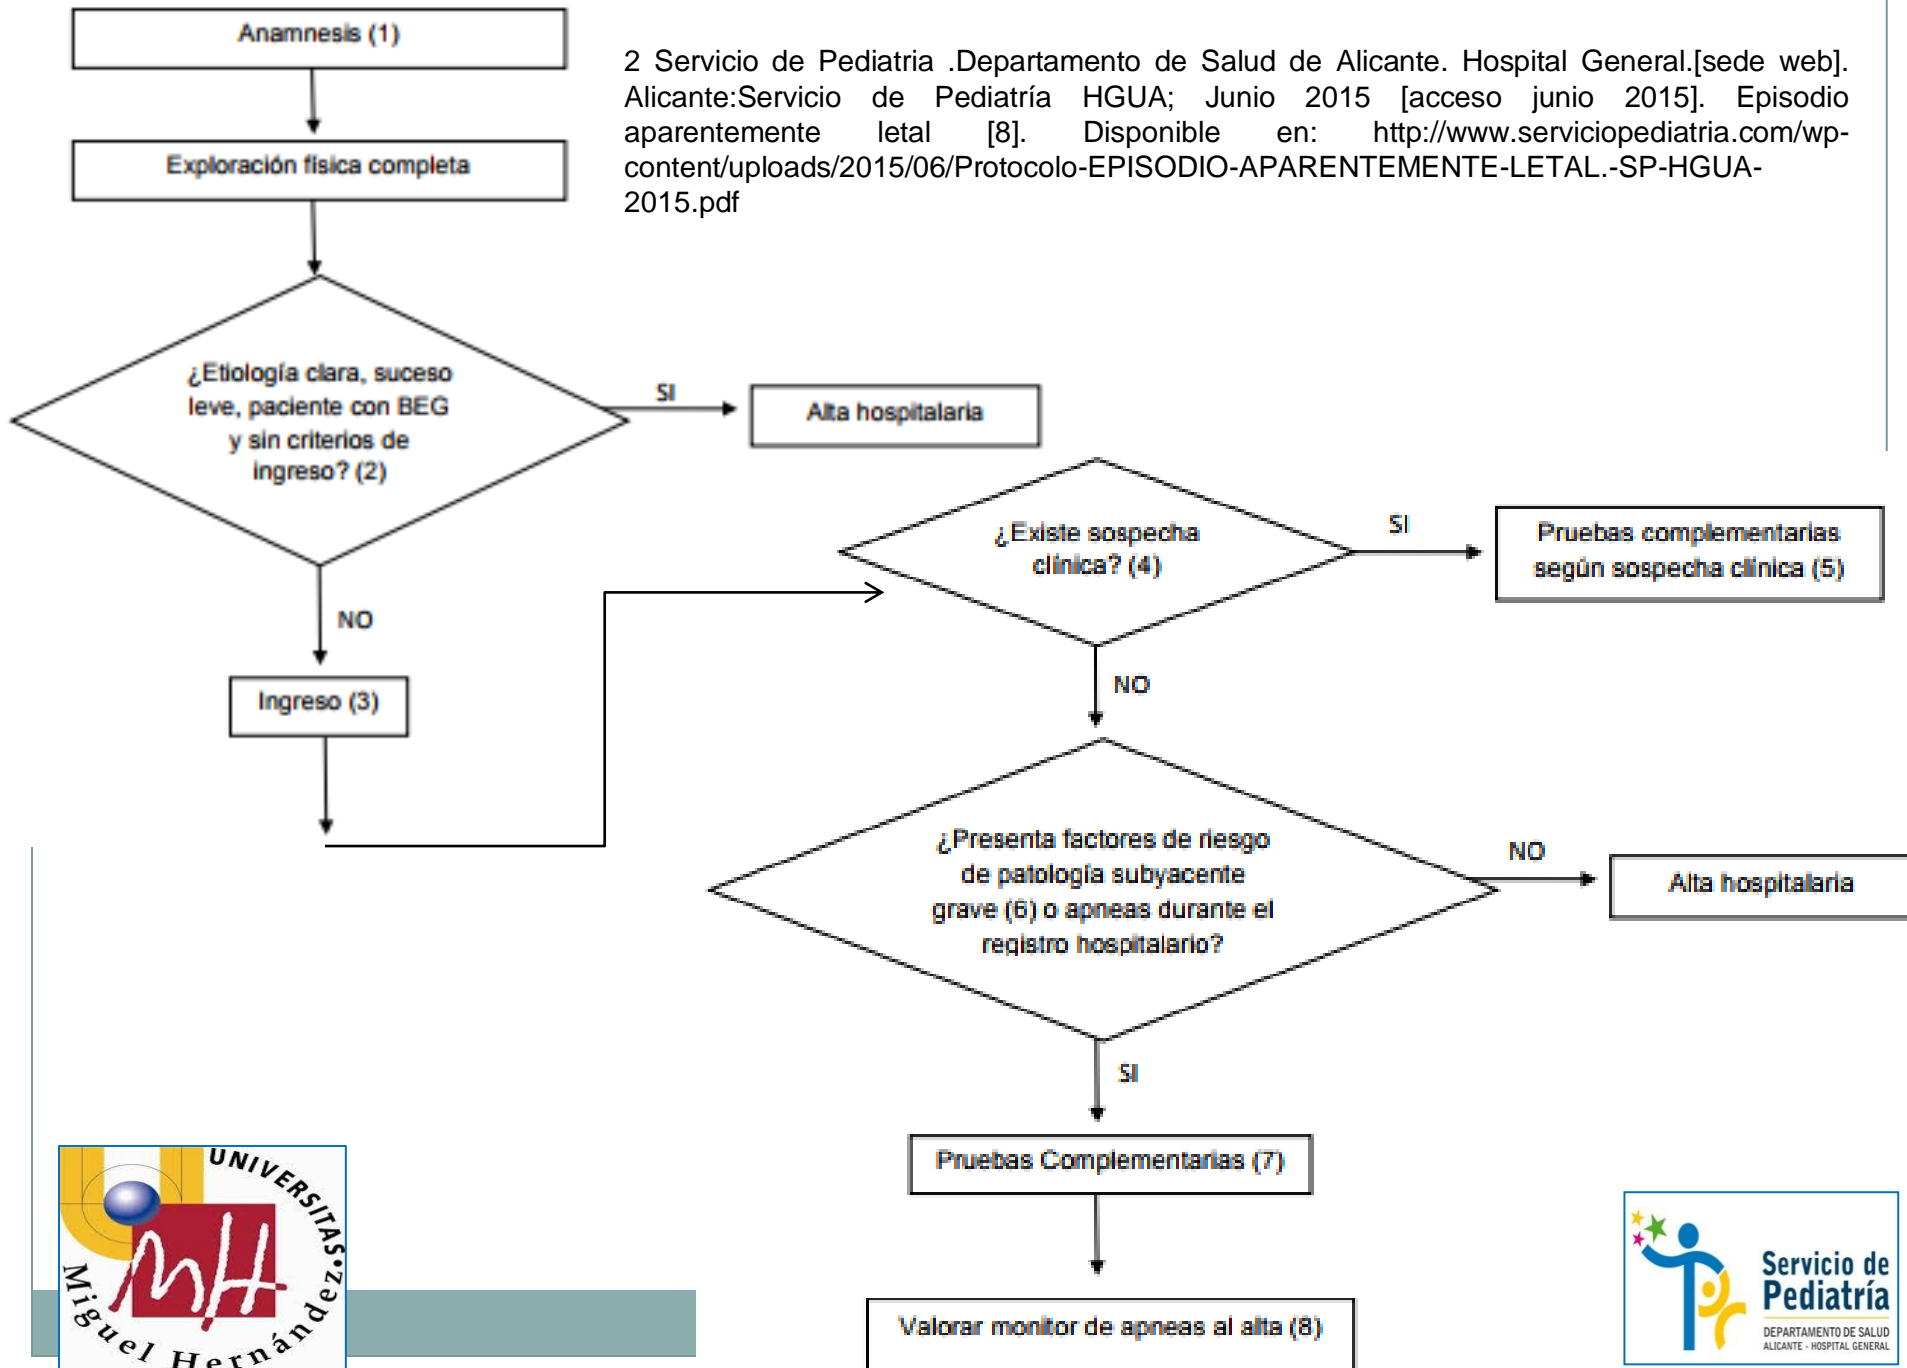 Anamnesis (1)
2 Servicio de Pediatria .Departamento de Salud de Alicante. Hospital General.[sede web].
Alicante:Servicio de Pediatría HGUA; Junio 2015 [acceso junio 2015]. Episodio
aparentemente letal [8]. Disponible en: http://www.serviciopediatria.com/wp-
content/uploads/2015/06/Protocolo-EPISODIO-APARENTEMENTE-LETAL.-SP-HGUA-
2015.pdf
Exploración física completa
¿Etiología clara, suceso
leve, paciente con BEG
y sin criterios de
ingreso? (2)
SI
Alta hospitalaria
NO
Ingreso (3)
¿Existe sospecha
clínica? (4)
SI
Pruebas complementarias
según sospecha clínica (5)
NO
¿Presenta factores de riesgo
de patología subyacente
grave (6) o apneas durante el
registro hospitalario?
NO
Alta hospitalaria
SI
Pruebas Complementarias (7)
Valorar monitor de apneas al alta (8)
UNIVERSITAS•
Miguel Hernández•
MH
Servicio de
Pediatría
DEPARTAMENTO DE SALUD
ALICANTE - HOSPITAL GENERAL